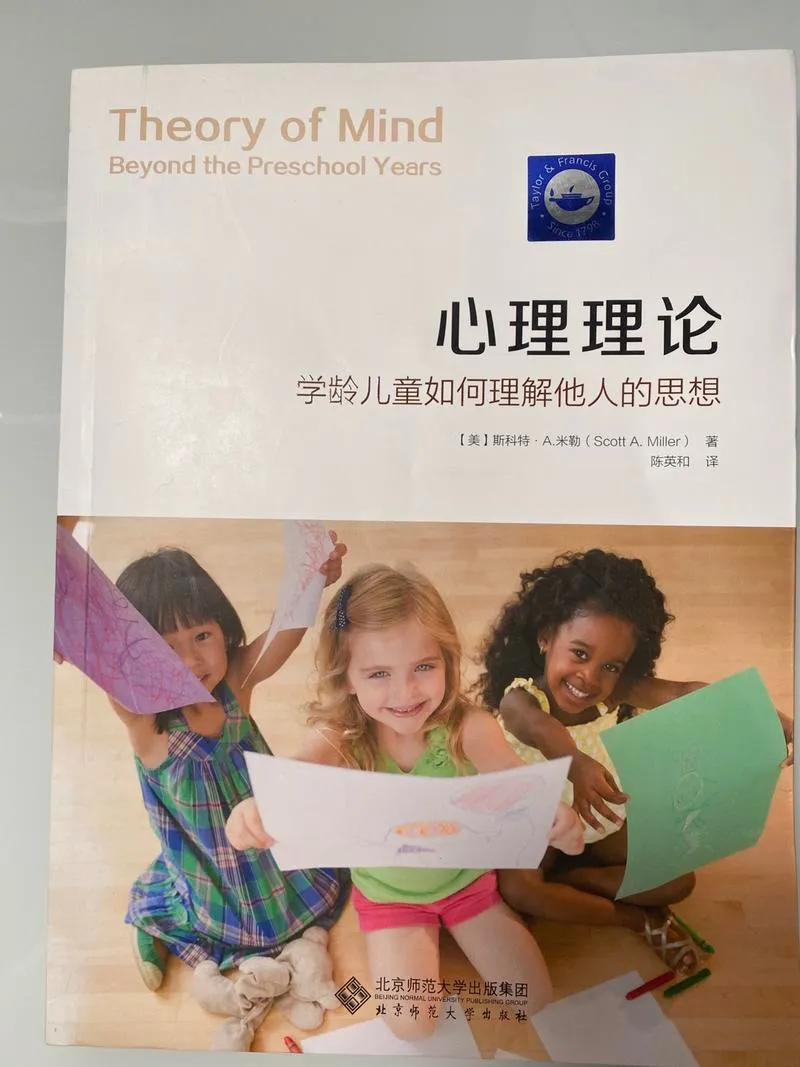 Theory of Mind
Beyond the Preschool Years
Taylor & Francis Group
Since 1798
心理理论
学龄儿童如何理解他人的思想
【美】斯科特·A.米勒（Scott A. Miller） 著
陈英和 译
北京师范大学出版集团
BEIJING NORMAL UNIVERSITY PUBLISHING GROUP
北京师范大学出版社